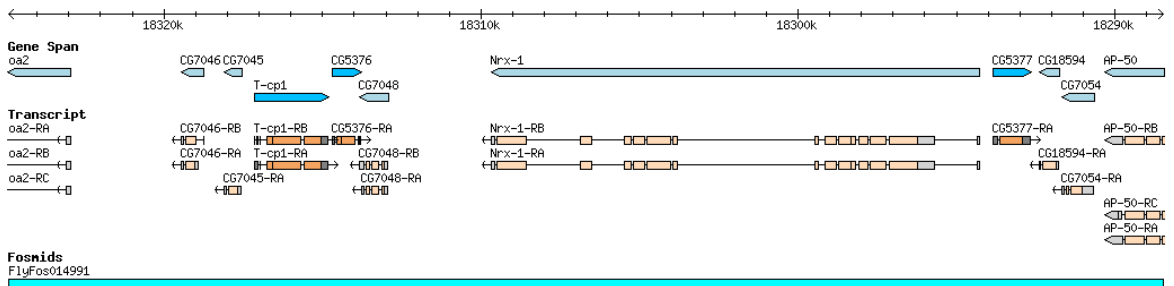 18320k 18310k 18300k 18290k
Gene Span
oa2 CG7046 CG7045 CG5376 Nrx-1 CG5377 CG18594 AP-50
T-cp1 CG7048 CG7054
Transcript
oa2-RA CG7046-RB T-cp1-RB CG5376-RA Nrx-1-RB CG5377-RA AP-50-RB
oa2-RB CG7046-RA T-cp1-RA CG7048-RB Nrx-1-RA CG18594-RA
oa2-RC CG7045-RA CG7048-RA CG7054-RA
AP-50-RC
AP-50-RA
Fosmids
FlyFos014991